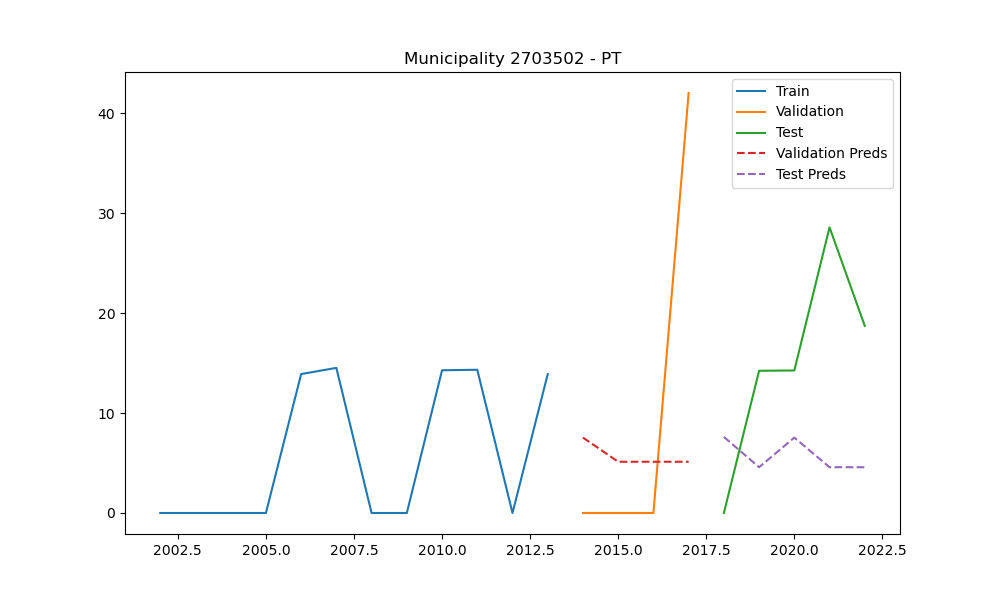 Municipality 2703502 - PT
Train
Validation
Test
Validation Preds
Test Preds
40
30
20
10
0
2002.5 2005.0 2007.5 2010.0 2012.5 2015.0 2017.5 2020.0 2022.5